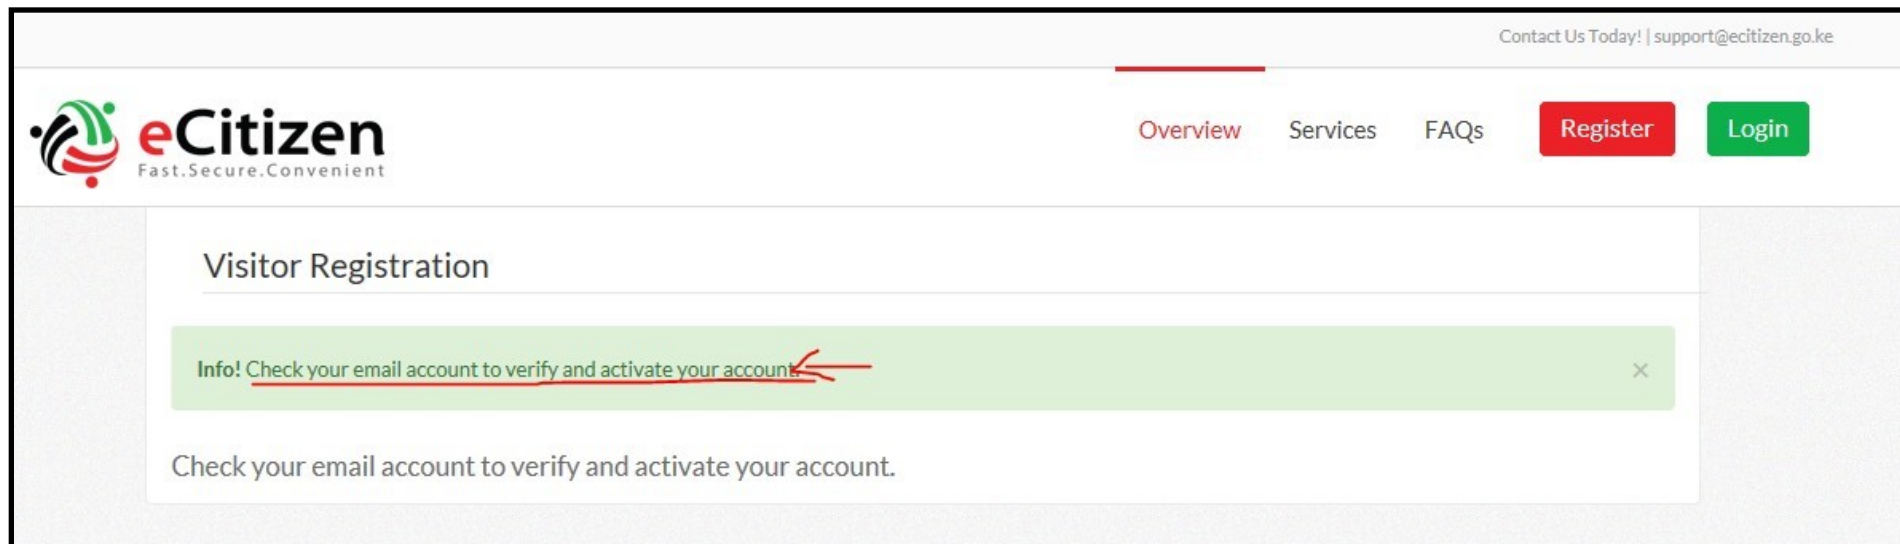 Contact Us Today! | support@ecitizen.go.ke
eCitizen
Fast.Secure.Convenient
Overview Services FAQs Register Login
Visitor Registration
Info! Check your email account to verify and activate your account.
×
Check your email account to verify and activate your account.